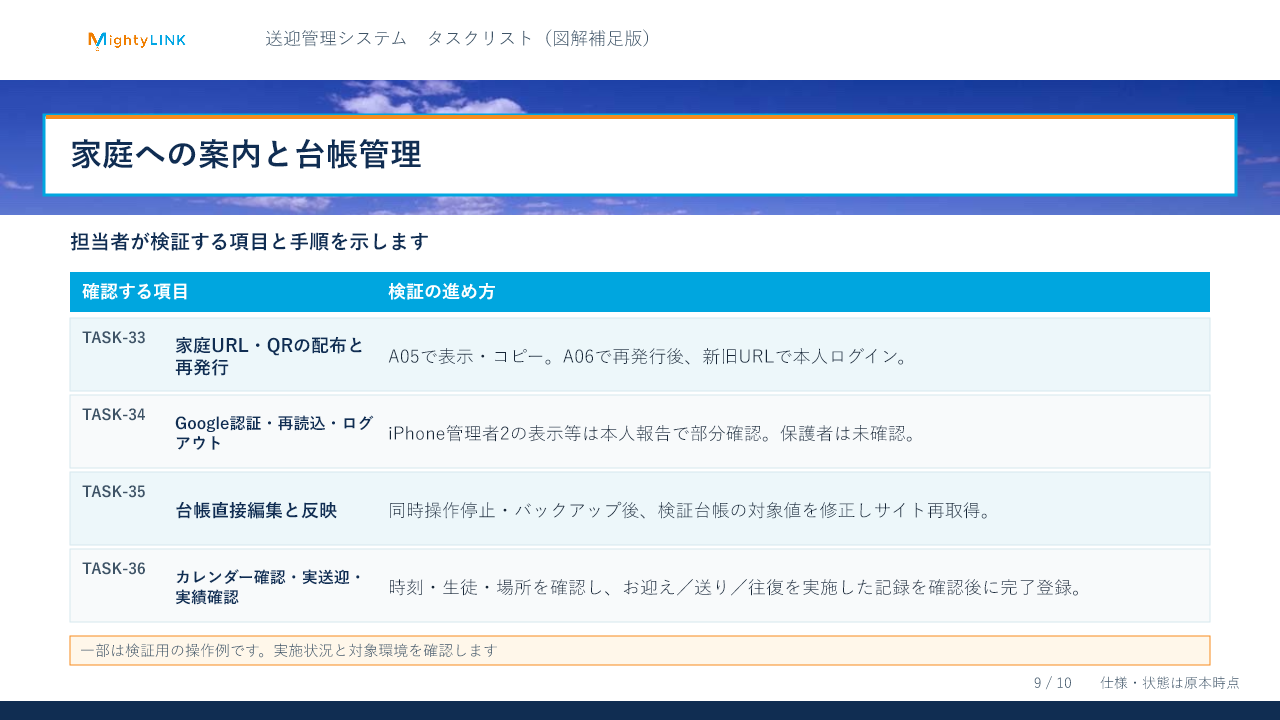 MightyLINK
送迎管理システム　タスクリスト（図解補足版）
家庭への案内と台帳管理
担当者が検証する項目と手順を示します
確認する項目
検証の進め方
TASK-33
家庭URL・QRの配布と
再発行
A05で表示・コピー。A06で再発行後、新旧URLで本人ログイン。
TASK-34
Google認証・再読込・ログ
アウト
iPhone管理者2の表示等は本人報告で部分確認。保護者は未確認。
TASK-35
台帳直接編集と反映
同時操作停止・バックアップ後、検証台帳の対象値を修正しサイト再取得。
TASK-36
カレンダー確認・実送迎・
実績確認
時刻・生徒・場所を確認し、お迎え／送り／往復を実施した記録を確認後に完了登録。
一部は検証用の操作例です。実施状況と対象環境を確認します
9 / 10
仕様・状態は原本時点